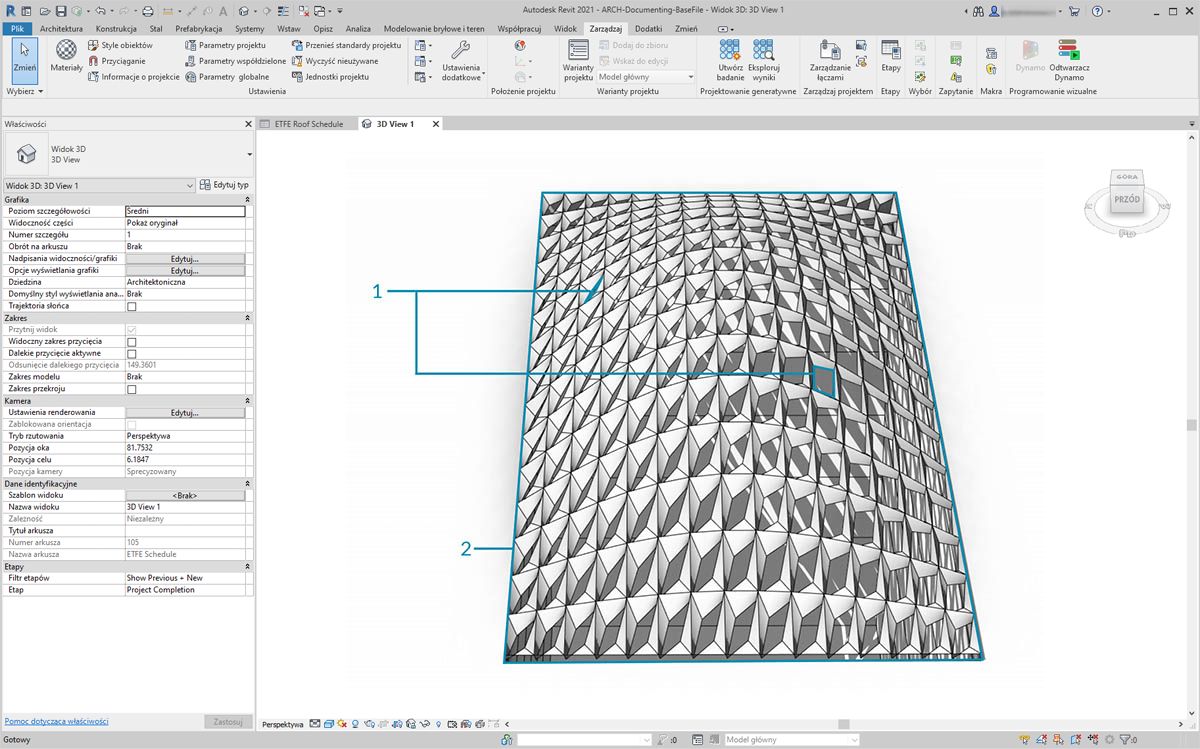 Autodesk Revit 2021 - ARCH-Documenting-BaseFile - Widok 3D: 3D View 1
Plik Architektura Konstrukcja Stal Prefabrykacja Systemy Wstaw Opisz Analiza Modelowanie bryłowe i teren Współpracuj Widok Zarządzaj Dodatki Zmień
Zmień
Materiały
Style obiektów
Przyciąganie
Informacje o projekcie
Parametry projektu
Parametry współdzielone
Parametry globalne
Przenieś standardy projektu
Wyczyść nieużywane
Jednostki projektu
Ustawienia dodatkowe
Warianty projektu
Dodaj do zbioru
Wskaż do edycji
Model główny
Utwórz badanie
Eksploruj wyniki
Zarządzanie łączami
Etapy
Dynamo
Odtwarzacz Dynamo
Wybierz Ustawienia Położenie projektu Warianty projektu Projektowanie generatywne Zarządzaj projektem Etapy Wybór Zapytanie Makra Programowanie wizualne
Właściwości
ETFE Roof Schedule
3D View 1
Widok 3D
3D View
Widok 3D: 3D View 1
Edytuj typ
Grafika
Poziom szczegółowości Średni
Widoczność części Pokaż oryginał
Numer szczegółu 1
Obrót na arkuszu Brak
Nadpisania widoczności/grafiki Edytuj...
Opcje wyświetlania grafiki Edytuj...
Dziedzina Architektoniczna
Domyślny styl wyświetlania ana... Brak
Trajektoria słońca
Zakres
Przytnij widok
Widoczny zakres przycięcia
Dalekie przycięcie aktywne
Odsunięcie dalekiego przycięcia 149.3601
Zakres modelu Brak
Zakres przekroju
Kamera
Ustawienia renderowania Edytuj...
Zablokowana orientacja
Tryb rzutowania Perspektywa
Pozycja oka 81.7532
Pozycja celu 6.1847
Pozycja kamery Sprecyzowany
Dane identyfikacyjne
Szablon widoku <Brak>
Nazwa widoku 3D View 1
Zależność Niezależny
Tytuł arkusza
Numer arkusza 105
Nazwa arkusza ETFE Schedule
Etapy
Filtr etapów Show Previous + New
Etap Project Completion
GÓRA
PRZÓD
1
2
Pomoc dotycząca właściwości
Zastosuj
Perspektywa
Gotowy
:0
Model główny
:0